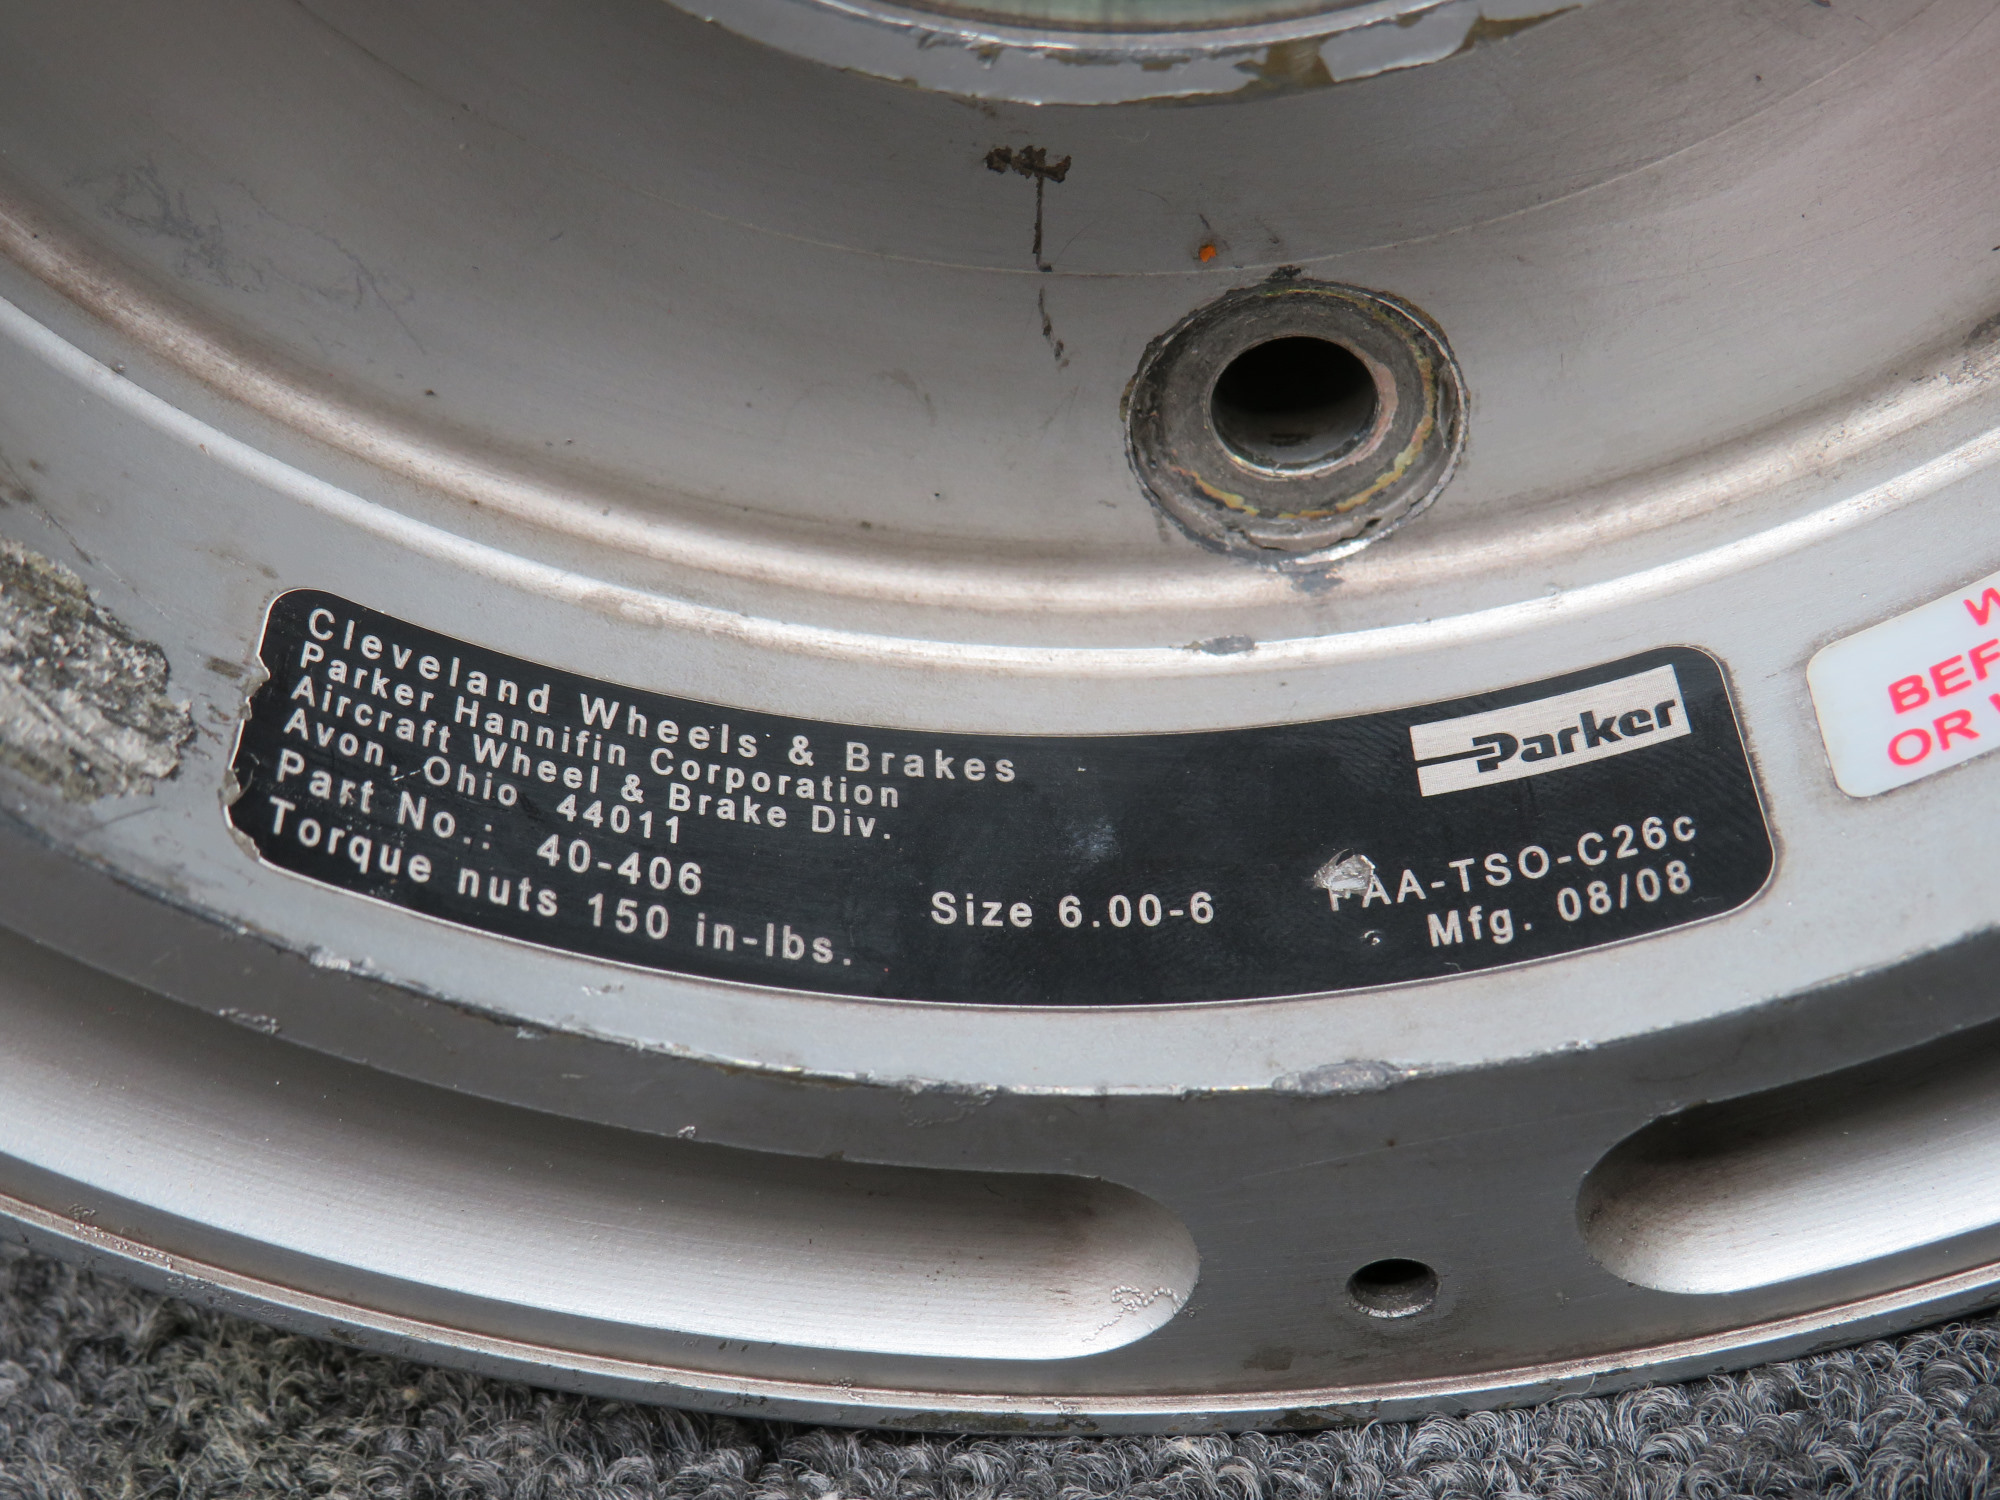 Cleveland Wheels & Brakes
Parker Hannifin Corporation
Aircraft Wheel & Brake Div.
Avon, Ohio 44011
Part No.: 40-406
Torque nuts 150 in-lbs.
Size 6.00-6
Parker
FAA-TSO-C26c
Mfg. 08/08
BEF
OR